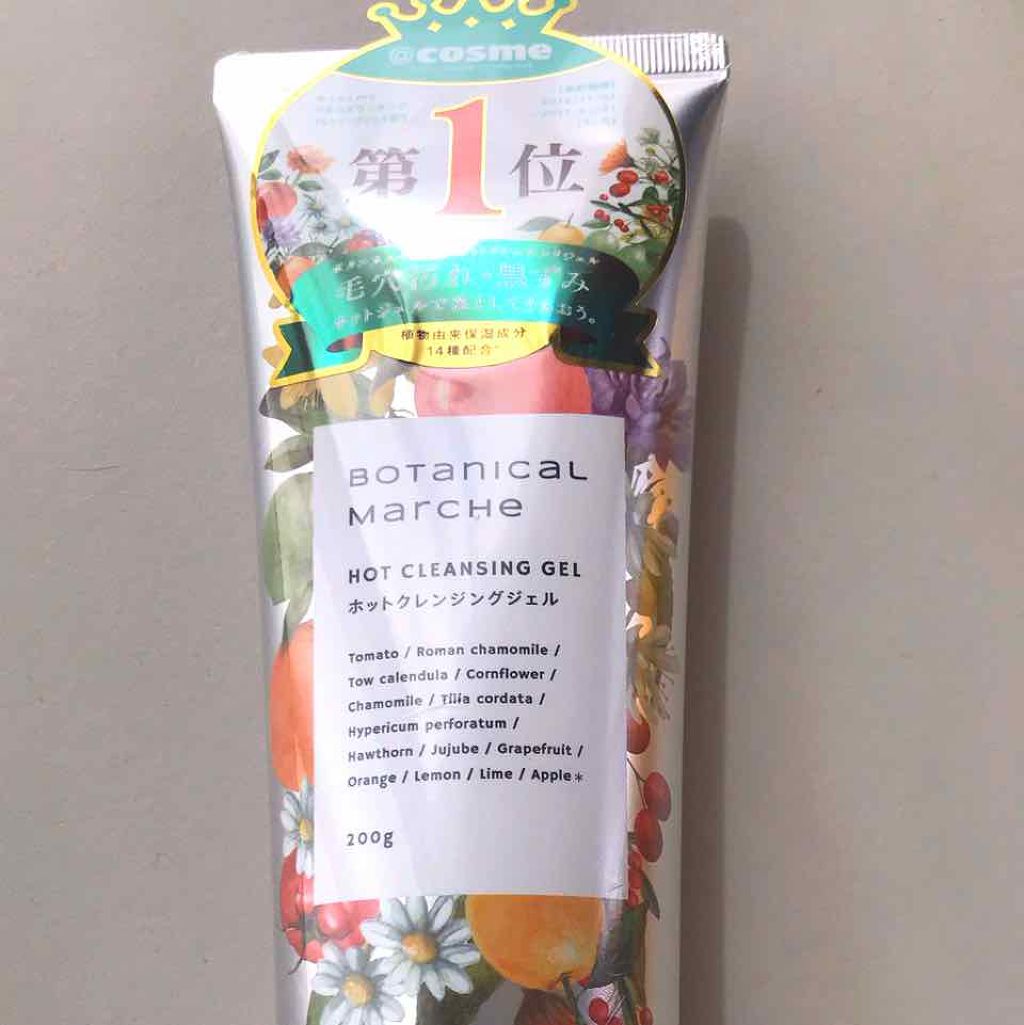 @cosme
第1位
毛穴汚れ・黒ずみ
植物由来保湿成分
14種配合
BOTANICAL
MARCHE
HOT CLEANSING GEL
ホットクレンジングジェル
Tomato / Roman chamomile /
Tow calendula / Cornflower /
Chamomile / Tilia cordata /
Hypericum perforatum /
Hawthorn / Jujube / Grapefruit /
Orange / Lemon / Lime / Apple*
200g